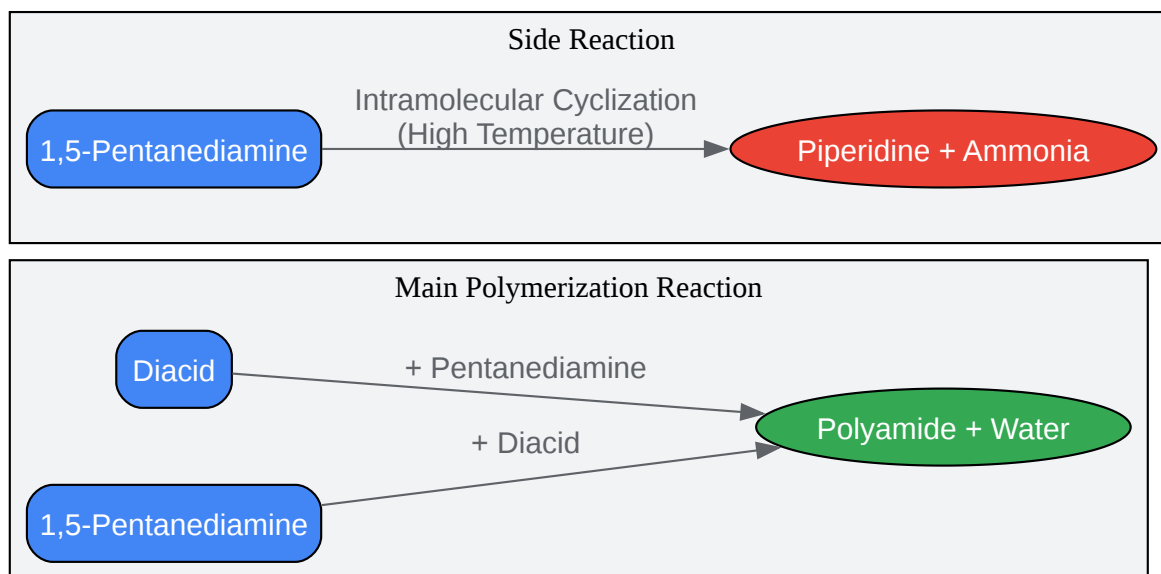 Side Reaction
Intramolecular Cyclization
(High Temperature)
1,5-Pentanediamine
Piperidine + Ammonia
Main Polymerization Reaction
Diacid
+ Pentanediamine
Polyamide + Water
+ Diacid
1,5-Pentanediamine